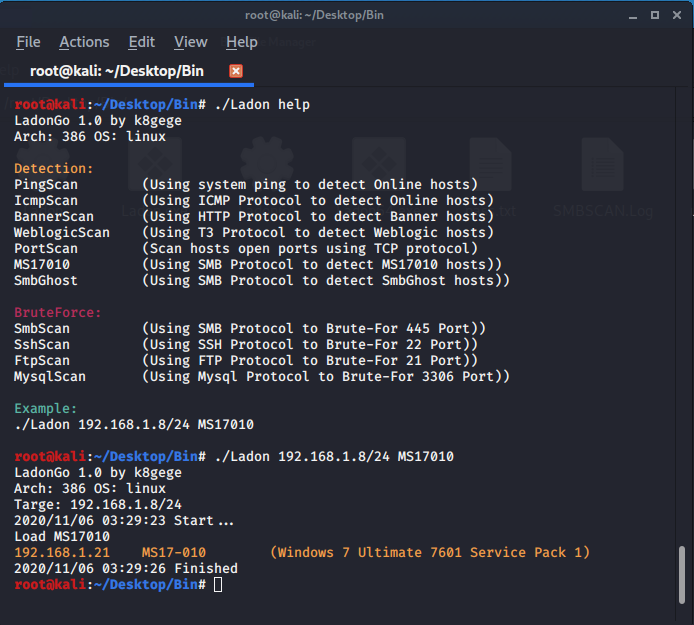 root@kali: ~/Desktop/Bin
File Actions Edit View Help
root@kali: ~/Desktop/Bin
root@kali:~/Desktop/Bin# ./Ladon help
LadonGo 1.0 by k8gege
Arch: 386 OS: linux
Detection:
PingScan (Using system ping to detect Online hosts)
IcmpScan (Using ICMP Protocol to detect Online hosts)
BannerScan (Using HTTP Protocol to detect Banner hosts)
WeblogicScan (Using T3 Protocol to detect Weblogic hosts)
PortScan (Scan hosts open ports using TCP protocol)
MS17010 (Using SMB Protocol to detect MS17010 hosts))
SmbGhost (Using SMB Protocol to detect SmbGhost hosts))
BruteForce:
SmbScan (Using SMB Protocol to Brute-For 445 Port))
SshScan (Using SSH Protocol to Brute-For 22 Port))
FtpScan (Using FTP Protocol to Brute-For 21 Port))
MysqlScan (Using Mysql Protocol to Brute-For 3306 Port))
Example:
./Ladon 192.168.1.8/24 MS17010
root@kali:~/Desktop/Bin# ./Ladon 192.168.1.8/24 MS17010
LadonGo 1.0 by k8gege
Arch: 386 OS: linux
Targe: 192.168.1.8/24
2020/11/06 03:29:23 Start...
Load MS17010
192.168.1.21 MS17-010 (Windows 7 Ultimate 7601 Service Pack 1)
2020/11/06 03:29:26 Finished
root@kali:~/Desktop/Bin#
SMBSCAN.Log